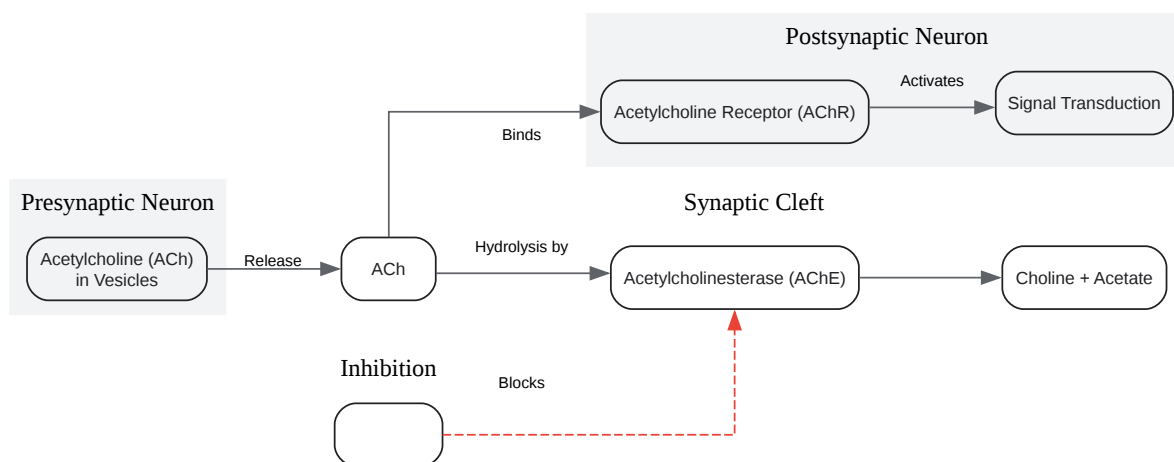 Postsynaptic Neuron
Activates
Acetylcholine Receptor (AChR)
Signal Transduction
Binds
Presynaptic Neuron
Synaptic Cleft
Acetylcholine (ACh)
in Vesicles
Release
ACh
Hydrolysis by
Acetylcholinesterase (AChE)
Choline + Acetate
Inhibition
Blocks